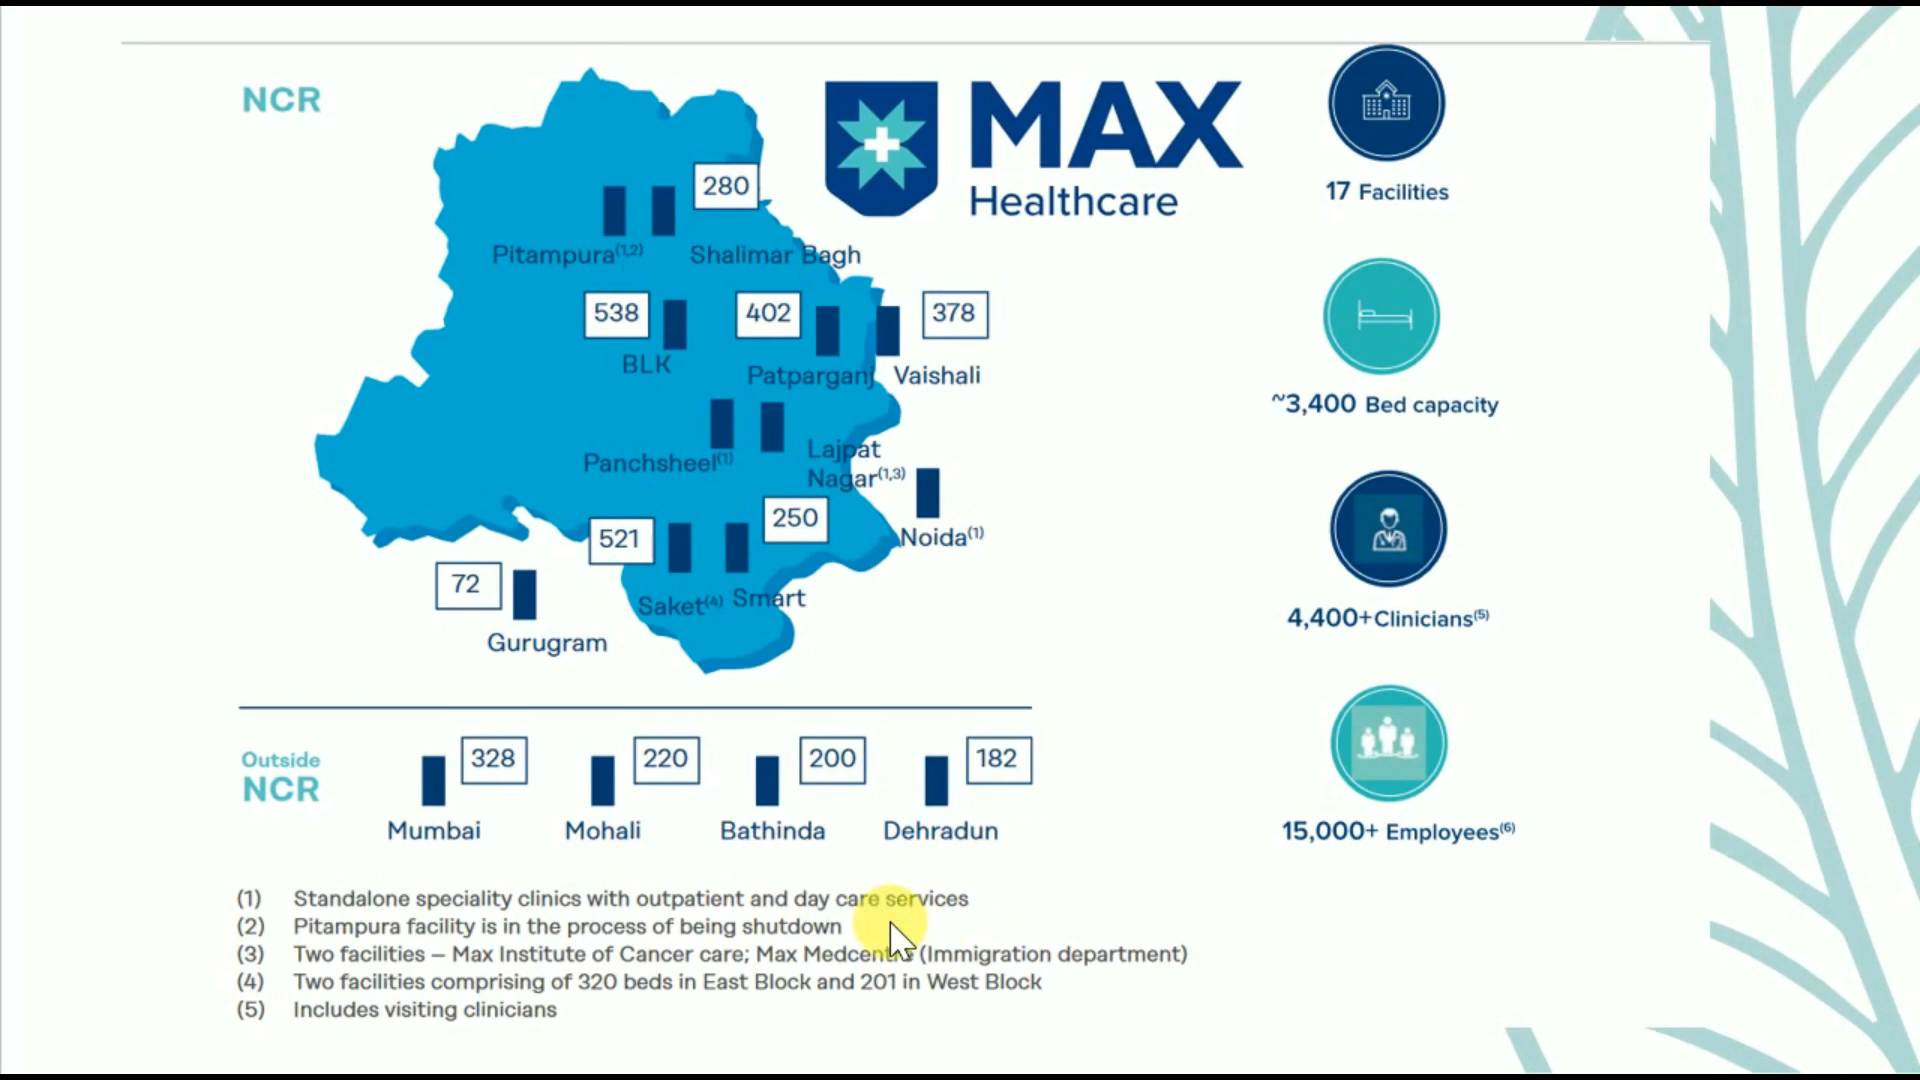 NCR
MAX
Healthcare
280
Pitampura(1,2)
Shalimar Bagh
538
BLK
402
Patparganj
378
Vaishali
Panchsheel(1)
Lajpat
Nagar(1,3)
Noida(1)
521
Saket(4)
250
Smart
72
Gurugram
Outside
NCR
328
Mumbai
220
Mohali
200
Bathinda
182
Dehradun
17 Facilities
~3,400 Bed capacity
4,400+Clinicians(5)
15,000+ Employees(6)
(1) Standalone speciality clinics with outpatient and day care services
(2) Pitampura facility is in the process of being shutdown
(3) Two facilities – Max Institute of Cancer care; Max Medcentre (Immigration department)
(4) Two facilities comprising of 320 beds in East Block and 201 in West Block
(5) Includes visiting clinicians